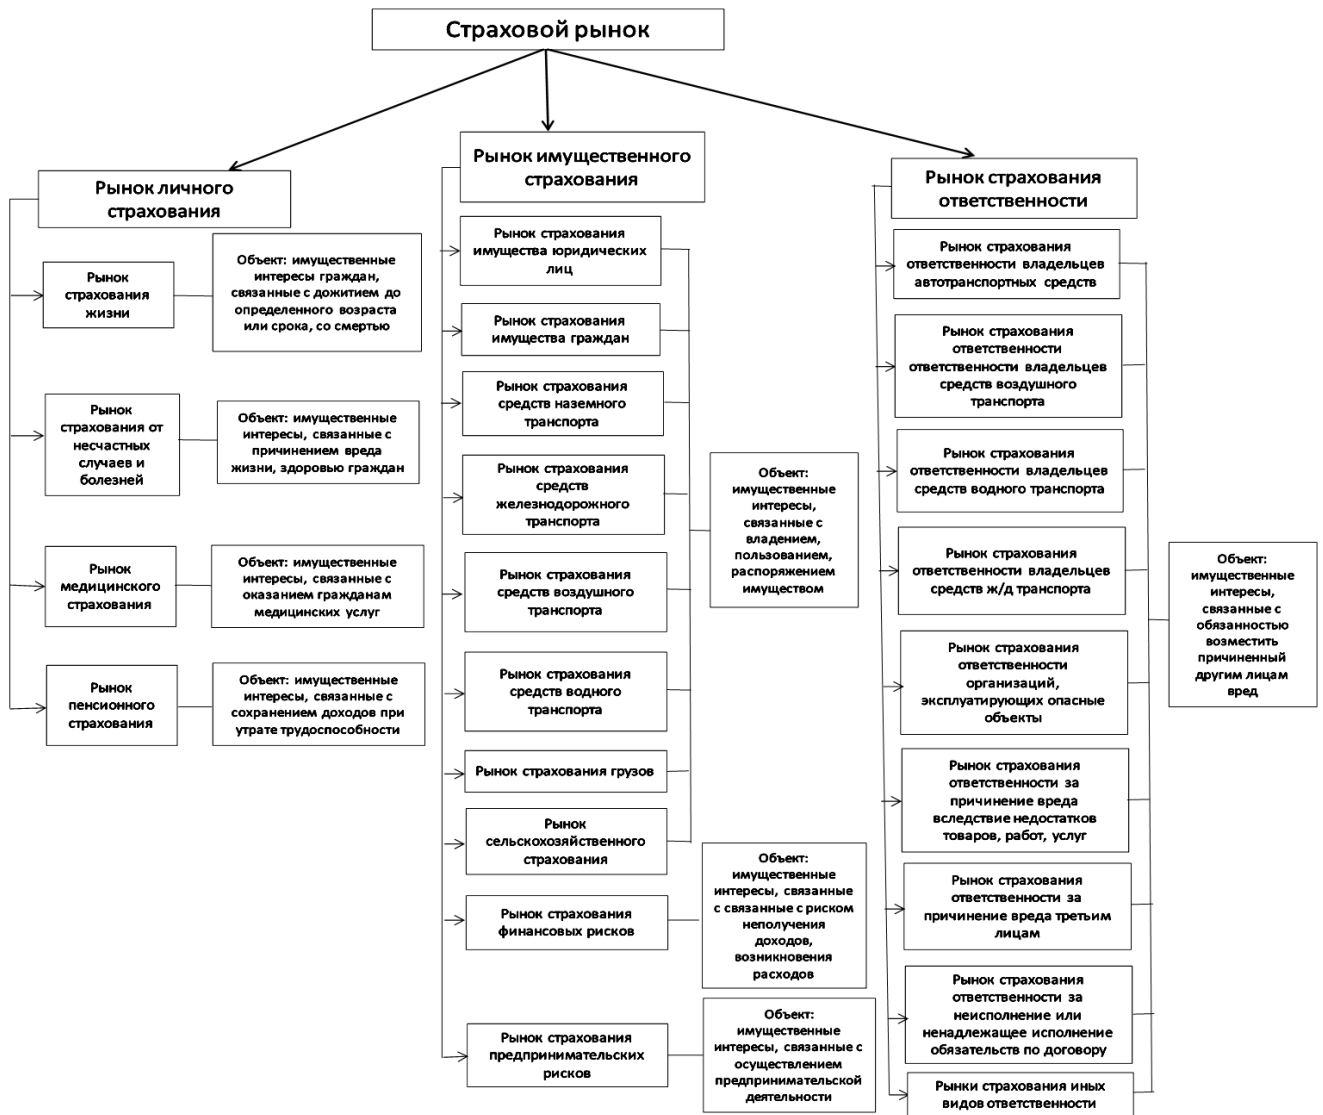 Страховой рынок
Рынок личного
страхования
Рынок
страхования
жизни
Объект: имущественные
интересы граждан,
связанные с дожитием до
определенного возраста
или срока, со смертью
Рынок
страхования от
несчастных
случаев и
болезней
Объект: имущественные
интересы, связанные с
причинением вреда
жизни, здоровью граждан
Рынок
медицинского
страхования
Объект: имущественные
интересы, связанные с
оказанием гражданам
медицинских услуг
Рынок
пенсионного
страхования
Объект: имущественные
интересы, связанные с
сохранением доходов при
утрате трудоспособности
Рынок имущественного
страхования
Рынок страхования
имущества юридических
лиц
Рынок страхования
имущества граждан
Рынок страхования
средств наземного
транспорта
Рынок страхования
средств
железнодорожного
транспорта
Рынок страхования
средств воздушного
транспорта
Рынок страхования
средств водного
транспорта
Рынок страхования грузов
Рынок
сельскохозяйственного
страхования
Объект:
имущественные
интересы,
связанные с
владением,
пользованием,
распоряжением
имуществом
Рынок страхования
финансовых рисков
Объект:
имущественные
интересы, связанные
с связанные с риском
неполучения
доходов,
возникновения
расходов
Рынок страхования
предпринимательских
рисков
Объект:
имущественные
интересы, связанные с
осуществлением
предпринимательской
деятельности
Рынок страхования
ответственности
Рынок страхования
ответственности владельцев
автотранспортных средств
Рынок страхования
ответственности
ответственности владельцев
средств воздушного
транспорта
Рынок страхования
ответственности владельцев
средств водного транспорта
Рынок страхования
ответственности владельцев
средств ж/д транспорта
Рынок страхования
ответственности
организаций,
эксплуатирующих опасные
объекты
Рынок страхования
ответственности за
причинение вреда
вследствие недостатков
товаров, работ, услуг
Рынок страхования
ответственности за
причинение вреда третьим
лицам
Рынок страхования
ответственности за
неисполнение или
ненадлежащее исполнение
обязательств по договору
Рынки страхования иных
видов ответственности
Объект:
имущественные
интересы,
связанные с
обязанностью
возместить
причиненный
другим лицам
вред